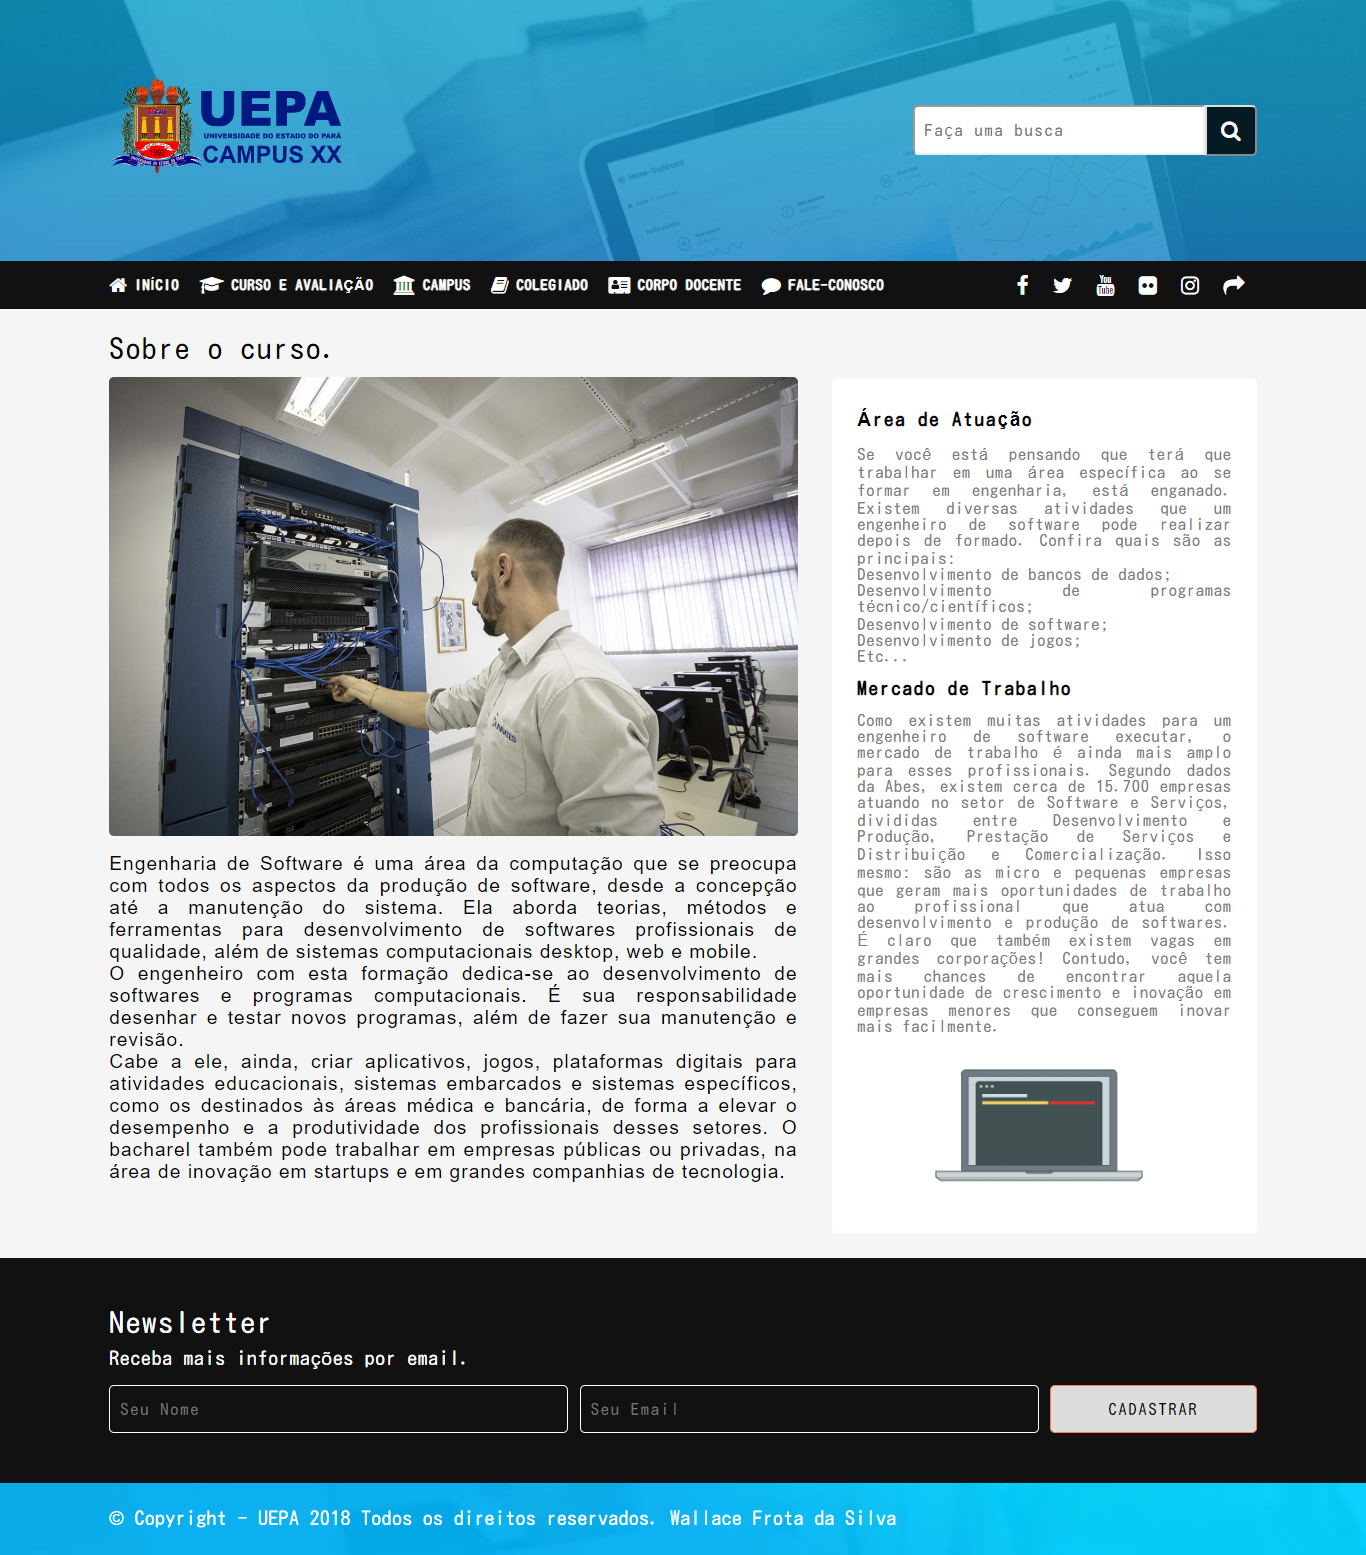 UEPA
UNIVERSIDADE DO ESTADO DO PARÁ
CAMPUS XX
Faça uma busca
INÍCIO CURSO E AVALIAÇÃO CAMPUS COLEGIADO CORPO DOCENTE FALE-CONOSCO
Sobre o curso.
Engenharia de Software é uma área da computação que se preocupa
com todos os aspectos da produção de software, desde a concepção
até a manutenção do sistema. Ela aborda teorias, métodos e
ferramentas para desenvolvimento de softwares profissionais de
qualidade, além de sistemas computacionais desktop, web e mobile.
O engenheiro com esta formação dedica-se ao desenvolvimento de
softwares e programas computacionais. É sua responsabilidade
desenhar e testar novos programas, além de fazer sua manutenção e
revisão.
Cabe a ele, ainda, criar aplicativos, jogos, plataformas digitais para
atividades educacionais, sistemas embarcados e sistemas específicos,
como os destinados às áreas médica e bancária, de forma a elevar o
desempenho e a produtividade dos profissionais desses setores. O
bacharel também pode trabalhar em empresas públicas ou privadas, na
área de inovação em startups e em grandes companhias de tecnologia.
Área de Atuação
Se você está pensando que terá que
trabalhar em uma área específica ao se
formar em engenharia, está enganado.
Existem diversas atividades que um
engenheiro de software pode realizar
depois de formado. Confira quais são as
principais:
Desenvolvimento de bancos de dados;
Desenvolvimento de programas
técnico/científicos;
Desenvolvimento de software;
Desenvolvimento de jogos;
Etc...
Mercado de Trabalho
Como existem muitas atividades para um
engenheiro de software executar, o
mercado de trabalho é ainda mais amplo
para esses profissionais. Segundo dados
da Abes, existem cerca de 15.700 empresas
atuando no setor de Software e Serviços,
divididas entre Desenvolvimento e
Produção, Prestação de Serviços e
Distribuição e Comercialização. Isso
mesmo: são as micro e pequenas empresas
que geram mais oportunidades de trabalho
ao profissional que atua com
desenvolvimento e produção de softwares.
É claro que também existem vagas em
grandes corporações! Contudo, você tem
mais chances de encontrar aquela
oportunidade de crescimento e inovação em
empresas menores que conseguem inovar
mais facilmente.
Newsletter
Receba mais informações por email.
Seu Nome Seu Email CADASTRAR
© Copyright - UEPA 2018 Todos os direitos reservados. Wallace Frota da Silva